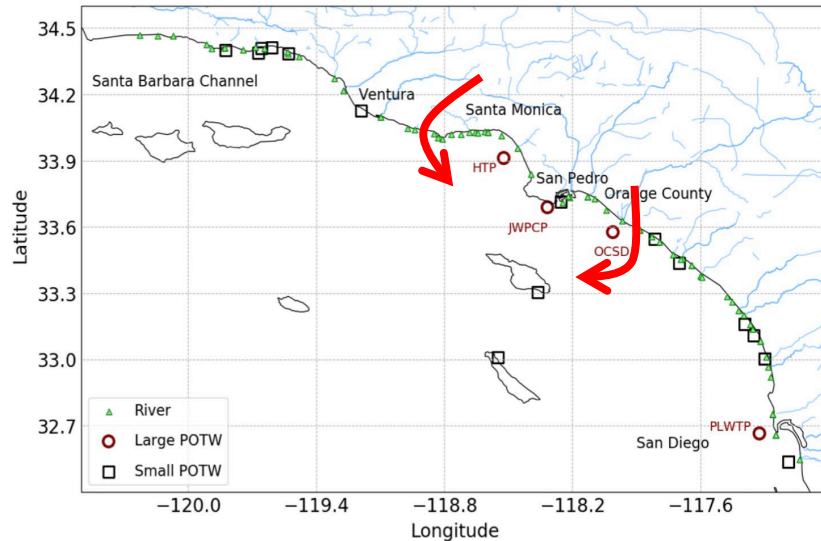 34.5
34.2
33.9
33.6
33.3
33.0
32.7
Latitude
Santa Barbara Channel
Ventura
Santa Monica
HTP
San Pedro
Orange County
JWPCP
OCSD
PLWTP
San Diego
River
Large POTW
Small POTW
−120.0
−119.4
−118.8
−118.2
−117.6
Longitude